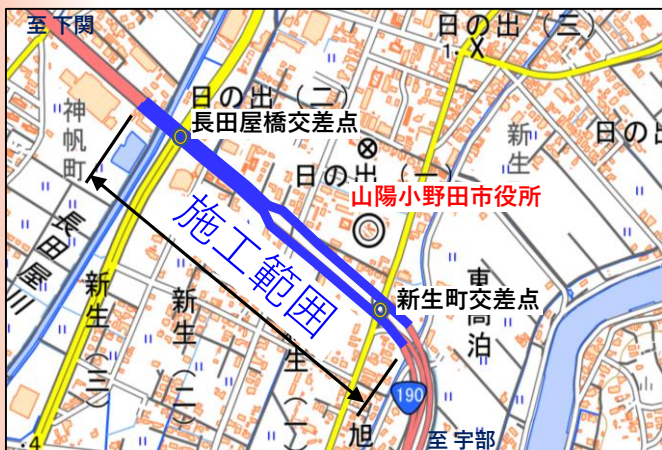 至 下関
日の出（三）
神帆町
日の出（二）
長田屋橋交差点
新生
日の出
日の出（一）
山陽小野田市役所
施工範囲
長田屋川
新生（三）
新生（二）
生（一）
新生町交差点
東高泊
190
旭
至 宇部
.4